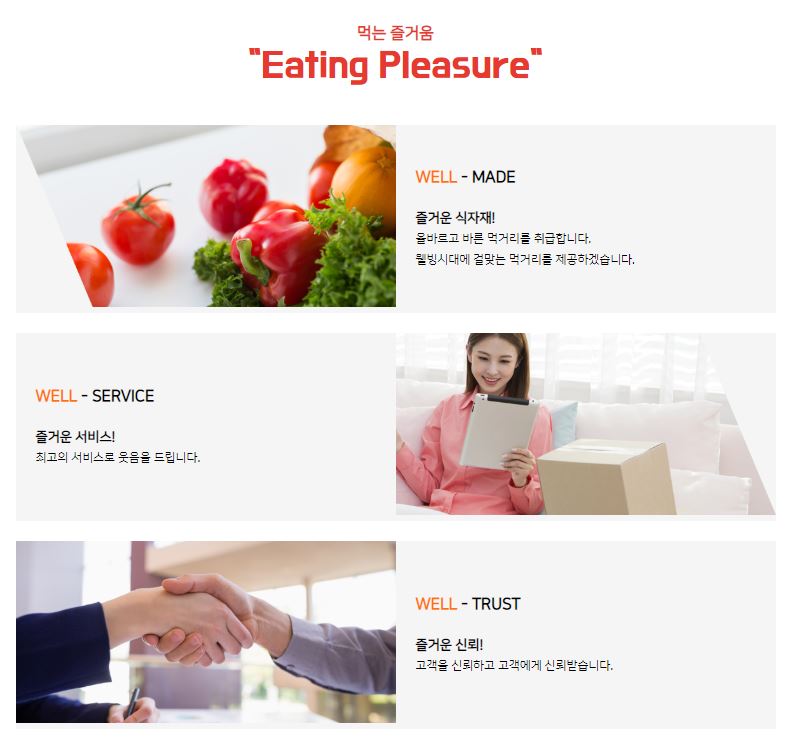 먹는 즐거움
"Eating Pleasure"
WELL - MADE
즐거운 식자재!
올바르고 바른 먹거리를 취급합니다.
웰빙시대에 걸맞는 먹거리를 제공하겠습니다.
WELL - SERVICE
즐거운 서비스!
최고의 서비스로 웃음을 드립니다.
WELL - TRUST
즐거운 신뢰!
고객을 신뢰하고 고객에게 신뢰받습니다.